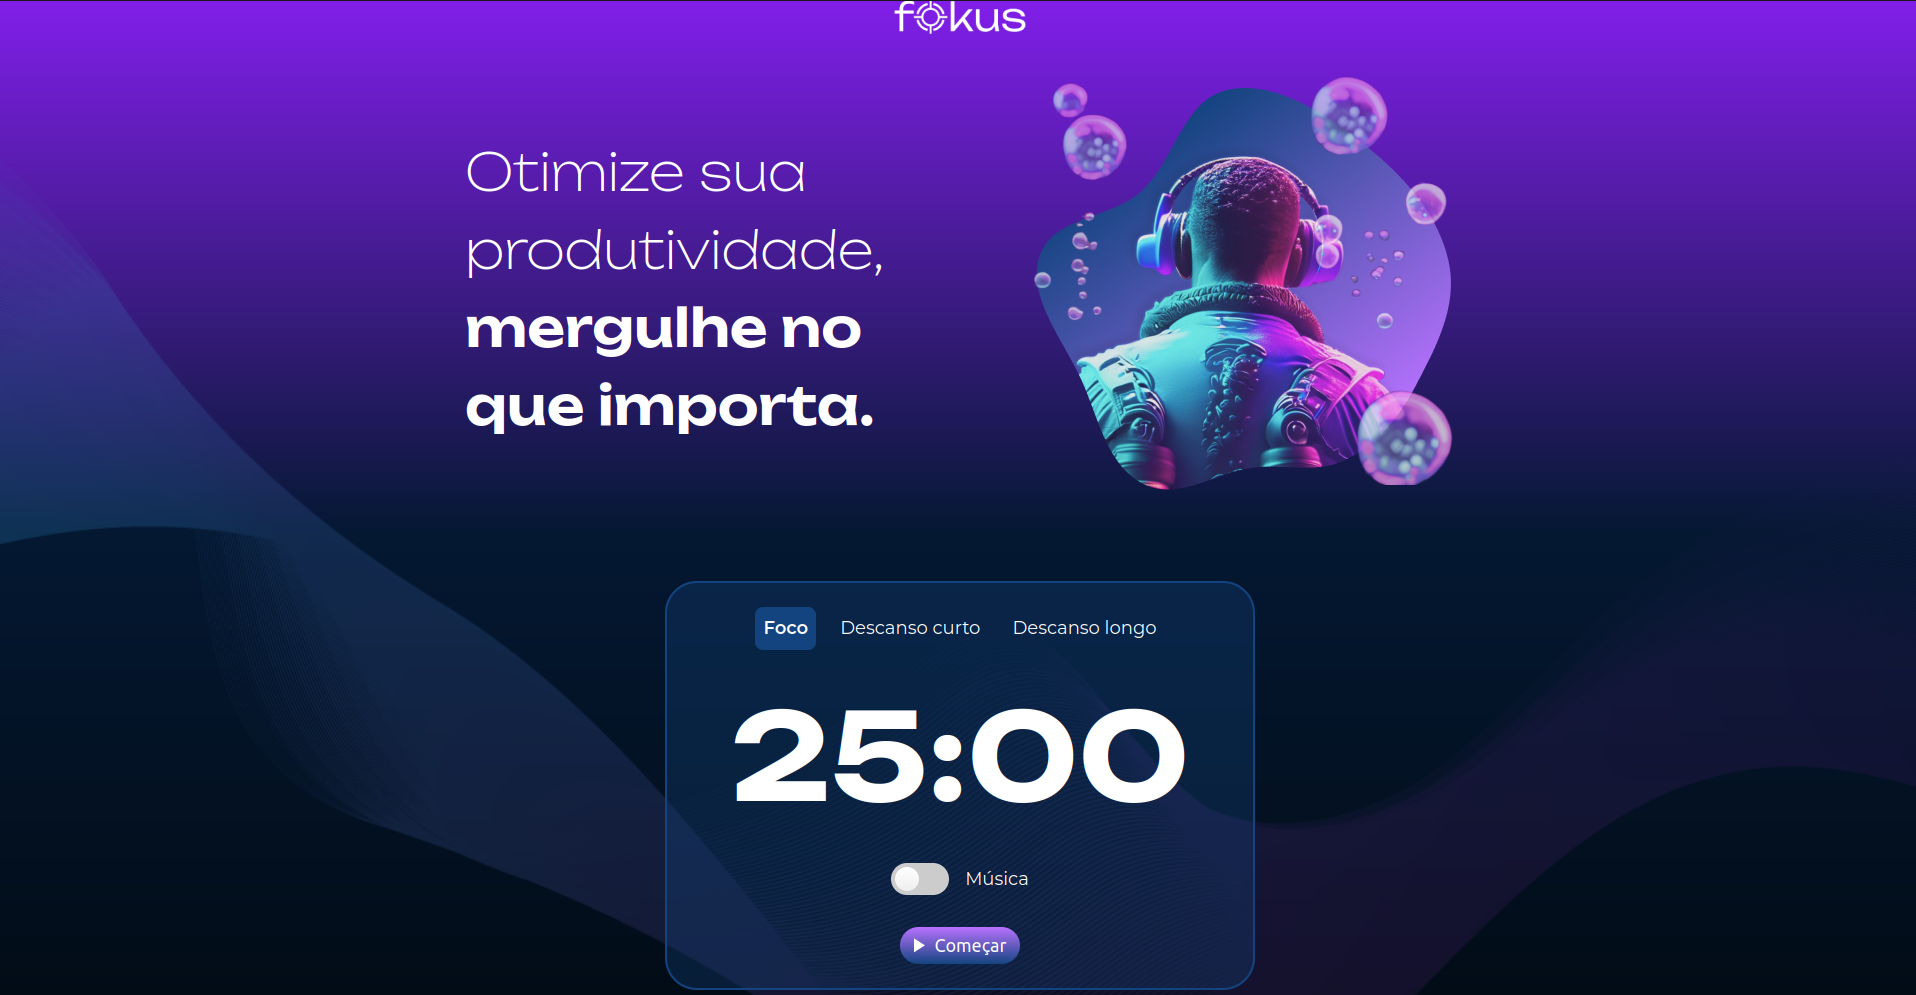 fokus
Otimize sua
produtividade,
mergulhe no
que importa.
Foco Descanso curto Descanso longo
25:00
Música
Começar